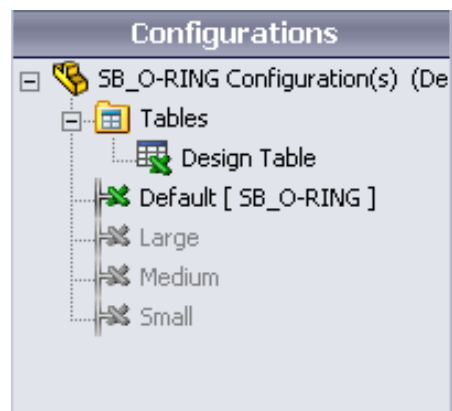 Configurations
SB_O-RING Configuration(s) (De
Tables
Design Table
Default [ SB_O-RING ]
Large
Medium
Small